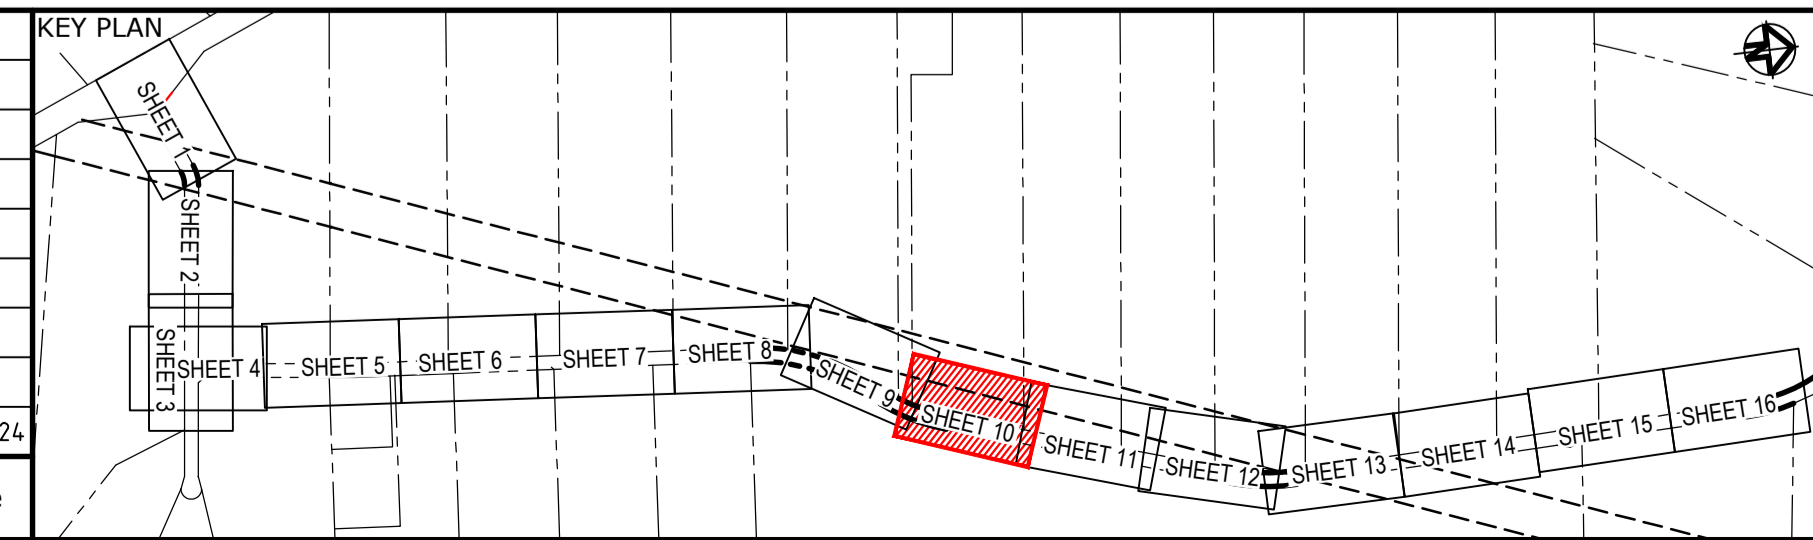 KEY PLAN
SHEET 1
SHEET 2
SHEET 3
SHEET 4
SHEET 5
SHEET 6
SHEET 7
SHEET 8
SHEET 9
SHEET 10
SHEET 11
SHEET 12
SHEET 13
SHEET 14
SHEET 15
SHEET 16
N
24